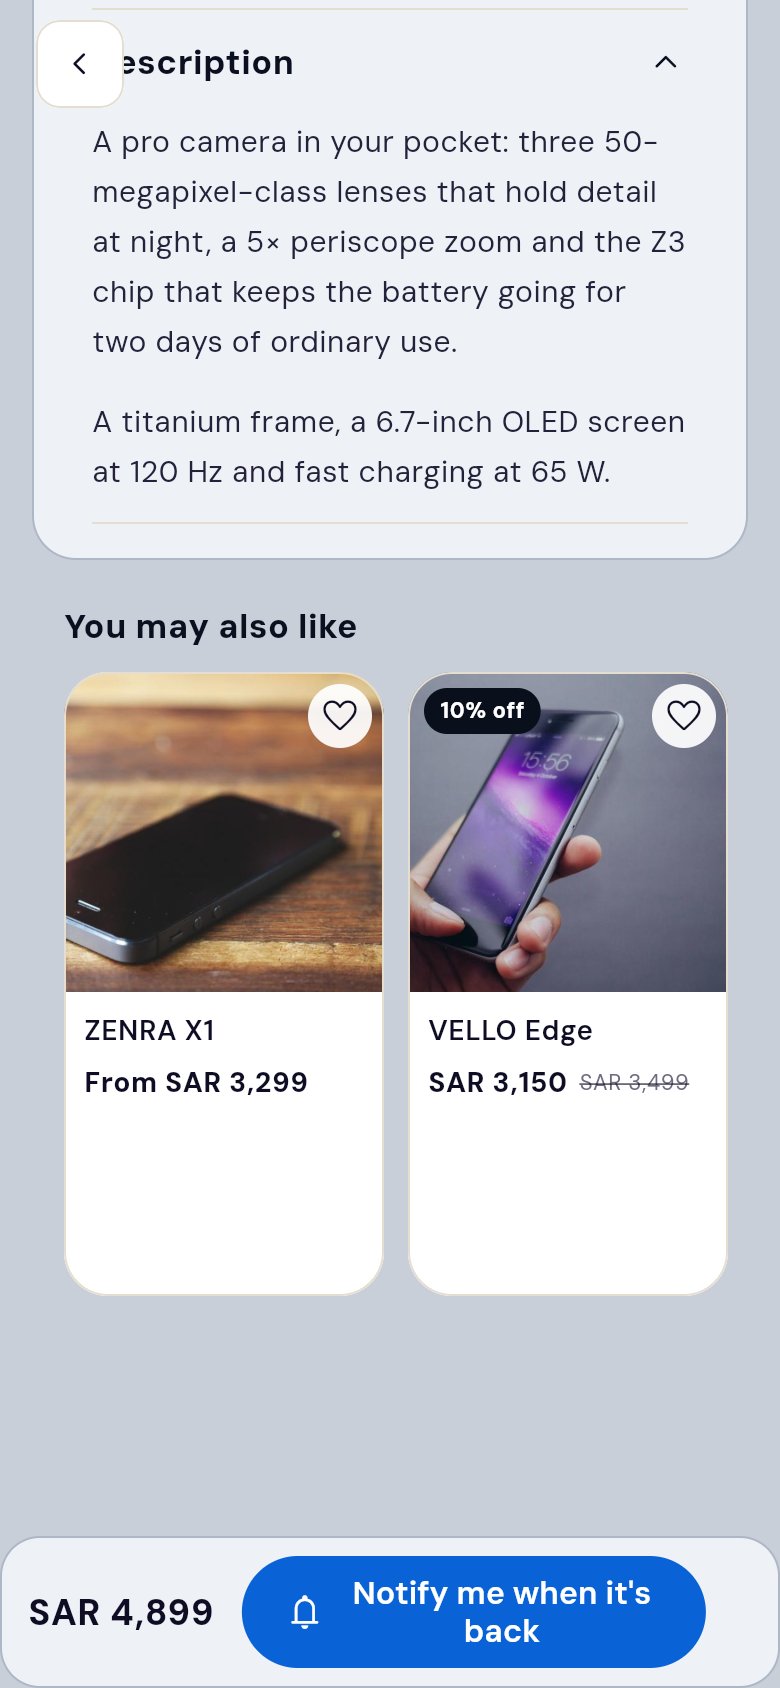 escription
A pro camera in your pocket: three 50-
megapixel-class lenses that hold detail
at night, a 5× periscope zoom and the Z3
chip that keeps the battery going for
two days of ordinary use.
A titanium frame, a 6.7-inch OLED screen
at 120 Hz and fast charging at 65 W.
You may also like
10% off
15:56
ZENRA X1
From SAR 3,299
VELLO Edge
SAR 3,150 SAR 3,499
SAR 4,899
Notify me when it's
back